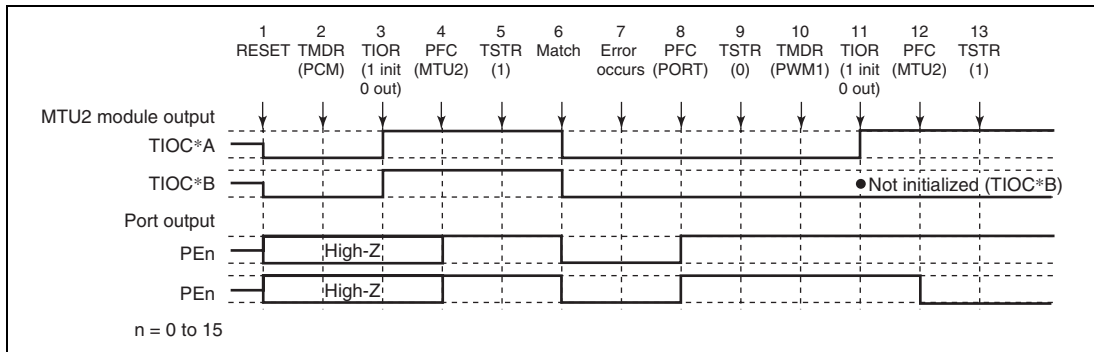 1 2 3 4 5 6 7 8 9 10 11 12 13
RESET TMDR TIOR PFC TSTR Match Error PFC TSTR TMDR TIOR PFC TSTR
(PCM) (1 init (MTU2) (1) occurs (PORT) (0) (PWM1) (1 init (MTU2) (1)
0 out) 0 out)
MTU2 module output
TIOC*A
TIOC*B
Not initialized (TIOC*B)
Port output
PEn
High-Z
PEn
High-Z
n = 0 to 15